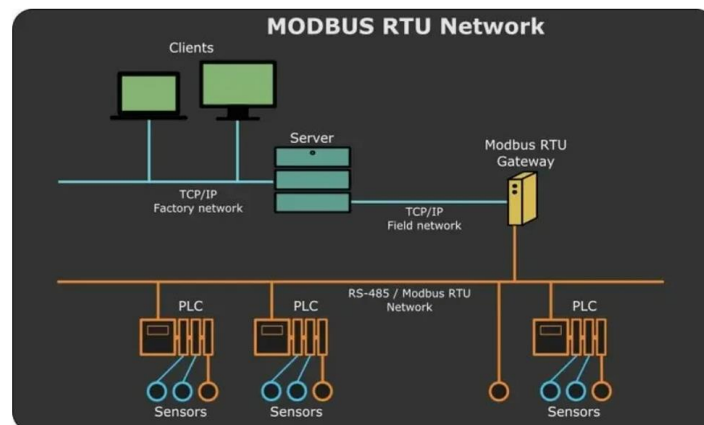 MODBUS RTU Network
Clients
Server
Modbus RTU
Gateway
TCP/IP
Factory network
TCP/IP
Field network
RS-485 / Modbus RTU
Network
PLC
PLC
PLC
Sensors
Sensors
Sensors